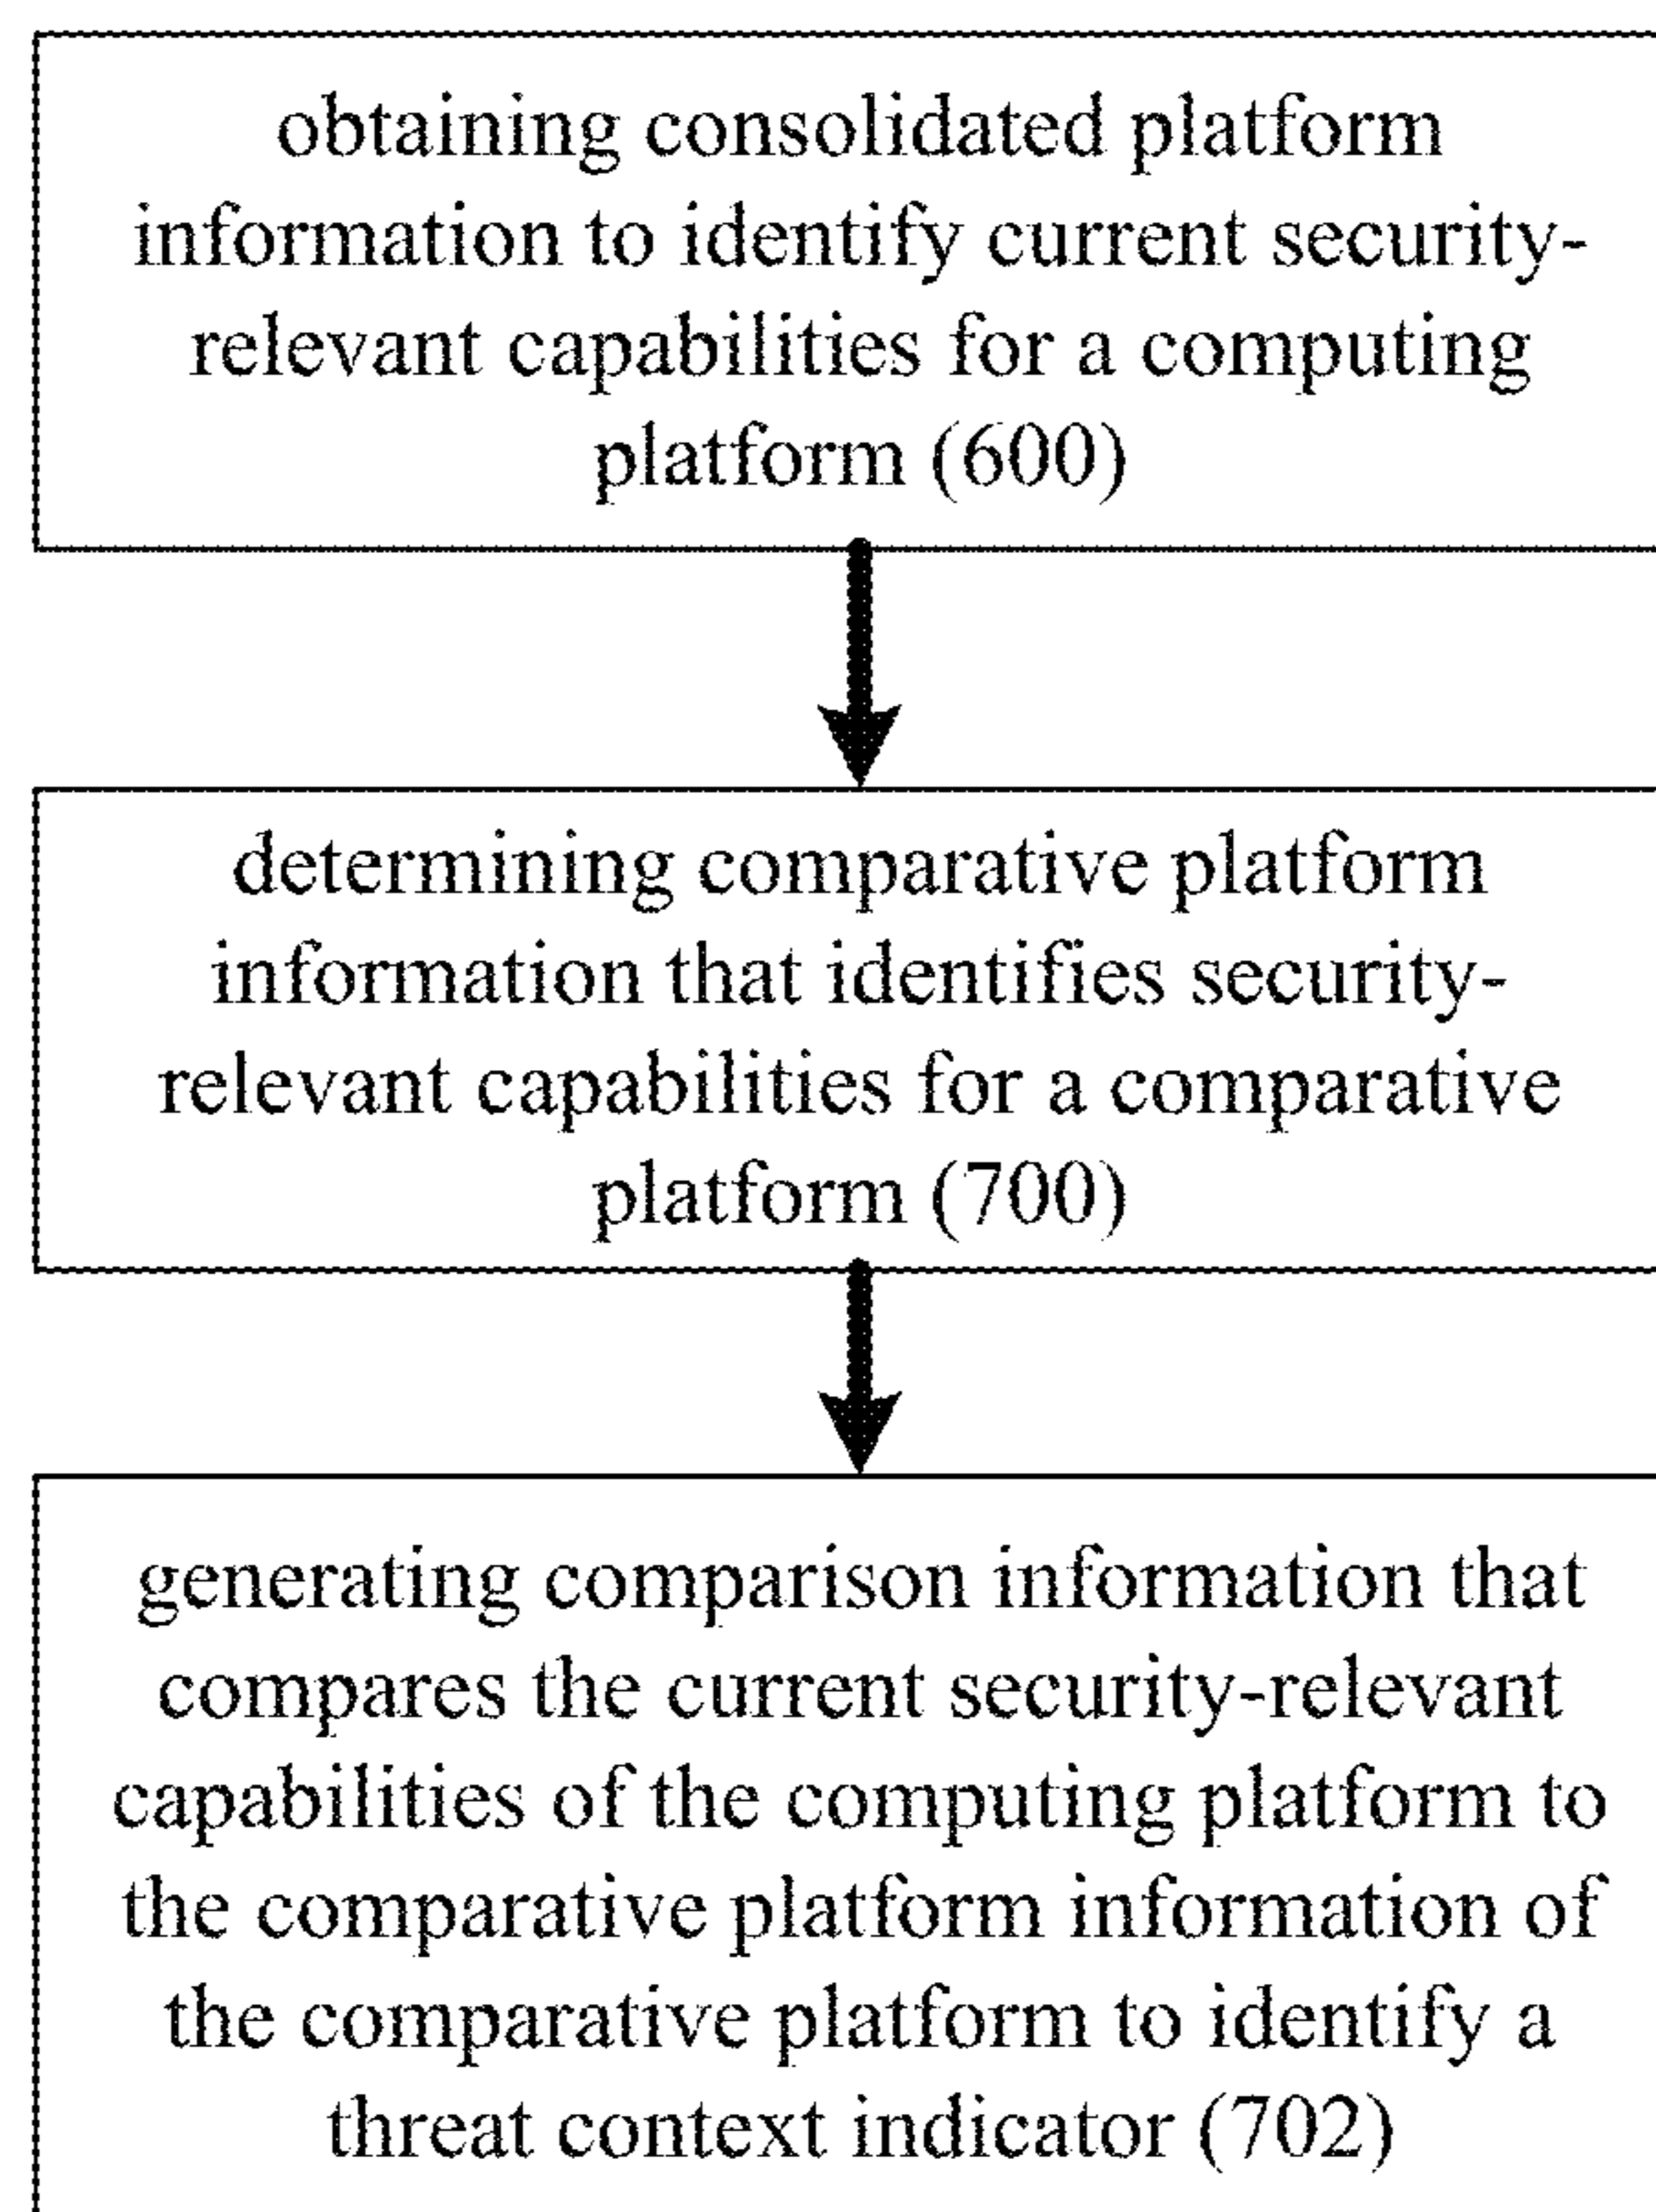 obtaining consolidated platform
information to identify current security-
relevant capabilities for a computing
platform (600)
determining comparative platform
information that identifies security-
relevant capabilities for a comparative
platform (700)
generating comparison information that
compares the current security-relevant
capabilities of the computing platform to
the comparative platform information of
the comparative platform to identify a
threat context indicator (702)